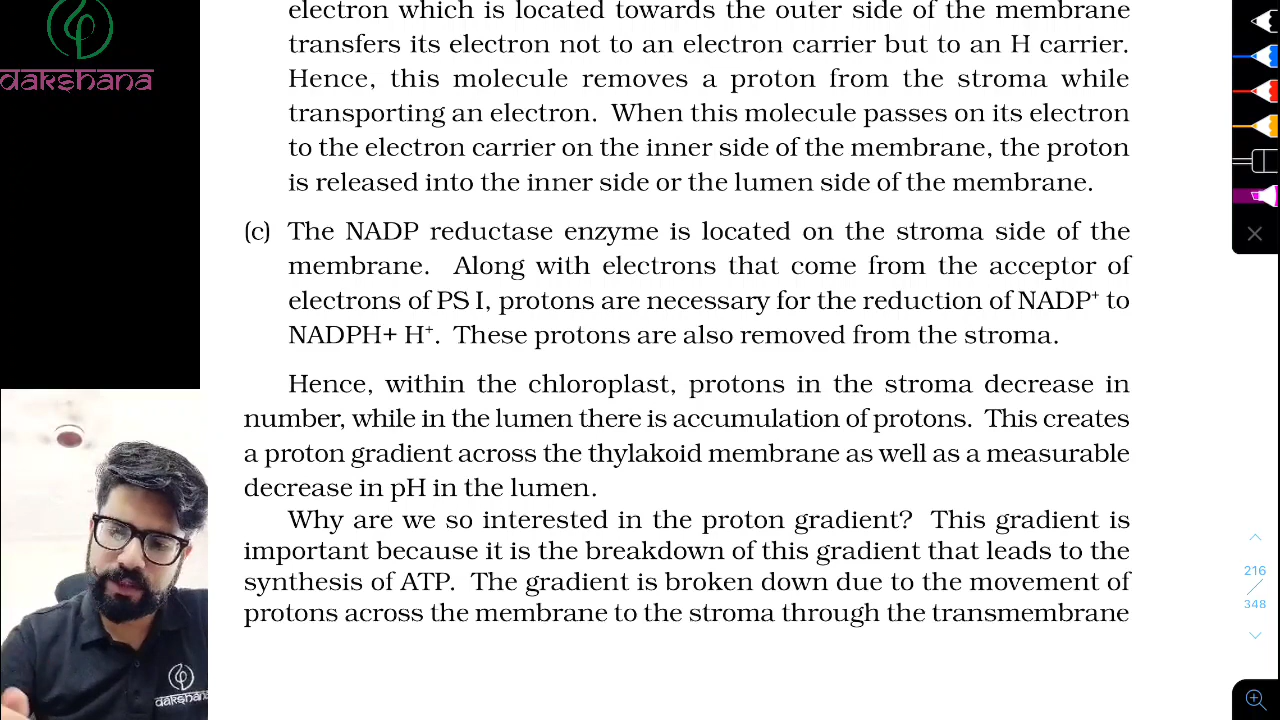 dakshana
electron which is located towards the outer side of the membrane
transfers its electron not to an electron carrier but to an H carrier.
Hence, this molecule removes a proton from the stroma while
transporting an electron. When this molecule passes on its electron
to the electron carrier on the inner side of the membrane, the proton
is released into the inner side or the lumen side of the membrane.
(c) The NADP reductase enzyme is located on the stroma side of the
membrane. Along with electrons that come from the acceptor of
electrons of PS I, protons are necessary for the reduction of NADP⁺ to
NADPH+ H⁺. These protons are also removed from the stroma.
Hence, within the chloroplast, protons in the stroma decrease in
number, while in the lumen there is accumulation of protons. This creates
a proton gradient across the thylakoid membrane as well as a measurable
decrease in pH in the lumen.
Why are we so interested in the proton gradient? This gradient is
important because it is the breakdown of this gradient that leads to the
synthesis of ATP. The gradient is broken down due to the movement of
protons across the membrane to the stroma through the transmembrane
216
348
dakshana